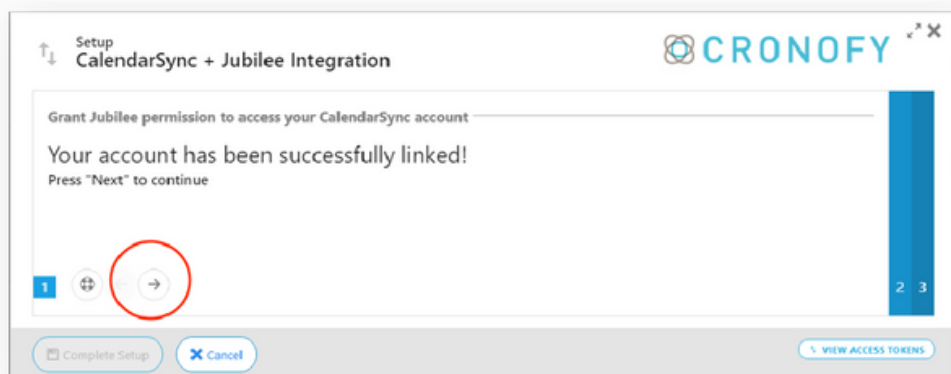 Setup
CalendarSync + Jubilee Integration
CRONOFY
Grant Jubilee permission to access your CalendarSync account
Your account has been successfully linked!
Press "Next" to continue
1
2 3
Complete Setup
Cancel
VIEW ACCESS TOKENS